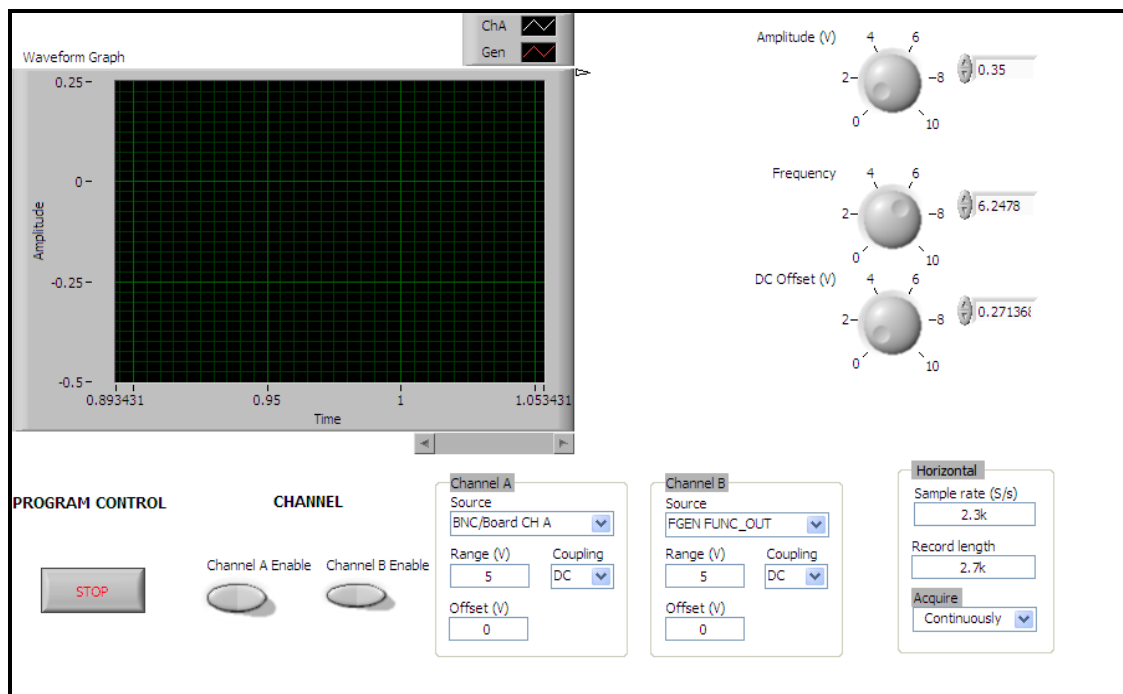 ChA
Gen
Waveform Graph
0.25
0
-0.25
-0.5
Amplitude
0.893431
0.95
1
1.053431
Time
Amplitude (V)
4 6
2 8
0 10
0.35
Frequency
4 6
2 8
0 10
6.2478
DC Offset (V)
4 6
2 8
0 10
0.271368
PROGRAM CONTROL
STOP
CHANNEL
Channel A Enable
Channel B Enable
Channel A
Source
BNC/Board CH A
Range (V) Coupling
5 DC
Offset (V)
0
Channel B
Source
FGEN FUNC_OUT
Range (V) Coupling
5 DC
Offset (V)
0
Horizontal
Sample rate (S/s)
2.3k
Record length
2.7k
Acquire
Continuously